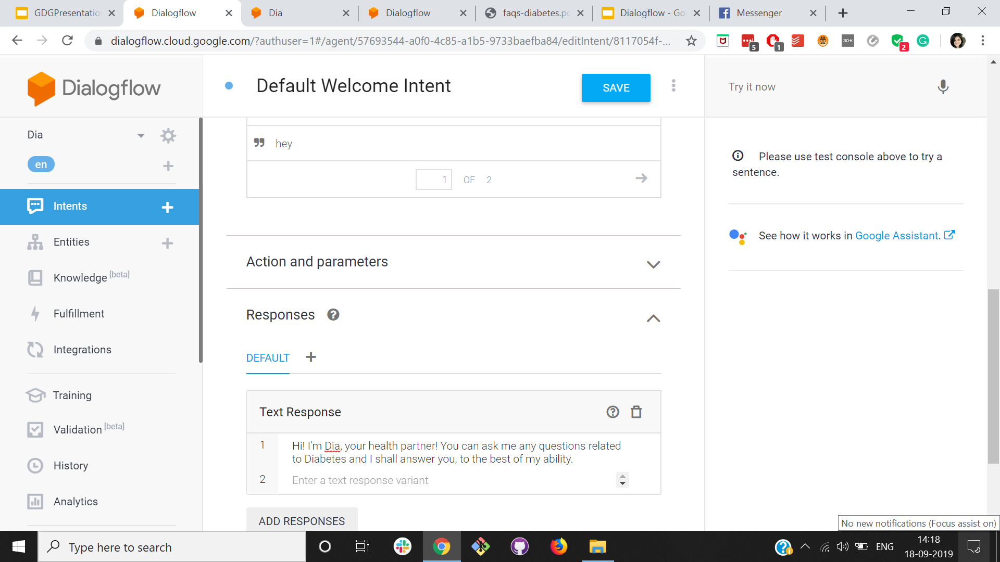 GDGPresentatio
Dialogflow
Dia
Dialogflow
faqs-diabetes.pd
Dialogflow - Go
Messenger
dialogflow.cloud.google.com/?authuser=1#/agent/57693544-a0f0-4c85-a1b5-9733baefba84/editIntent/8117054f-...
5
1
30K
2
Dialogflow
Default Welcome Intent
SAVE
Try it now
Dia
en
hey
1 OF 2
Please use test console above to try a
sentence.
Intents
Entities
Knowledge [beta]
Fulfillment
Integrations
Training
Validation [beta]
History
Analytics
See how it works in Google Assistant.
Action and parameters
Responses
DEFAULT
Text Response
1 Hi! I'm Dia, your health partner! You can ask me any questions related
to Diabetes and I shall answer you, to the best of my ability.
2 Enter a text response variant
ADD RESPONSES
No new notifications (Focus assist on)
Type here to search
ENG
14:18
18-09-2019